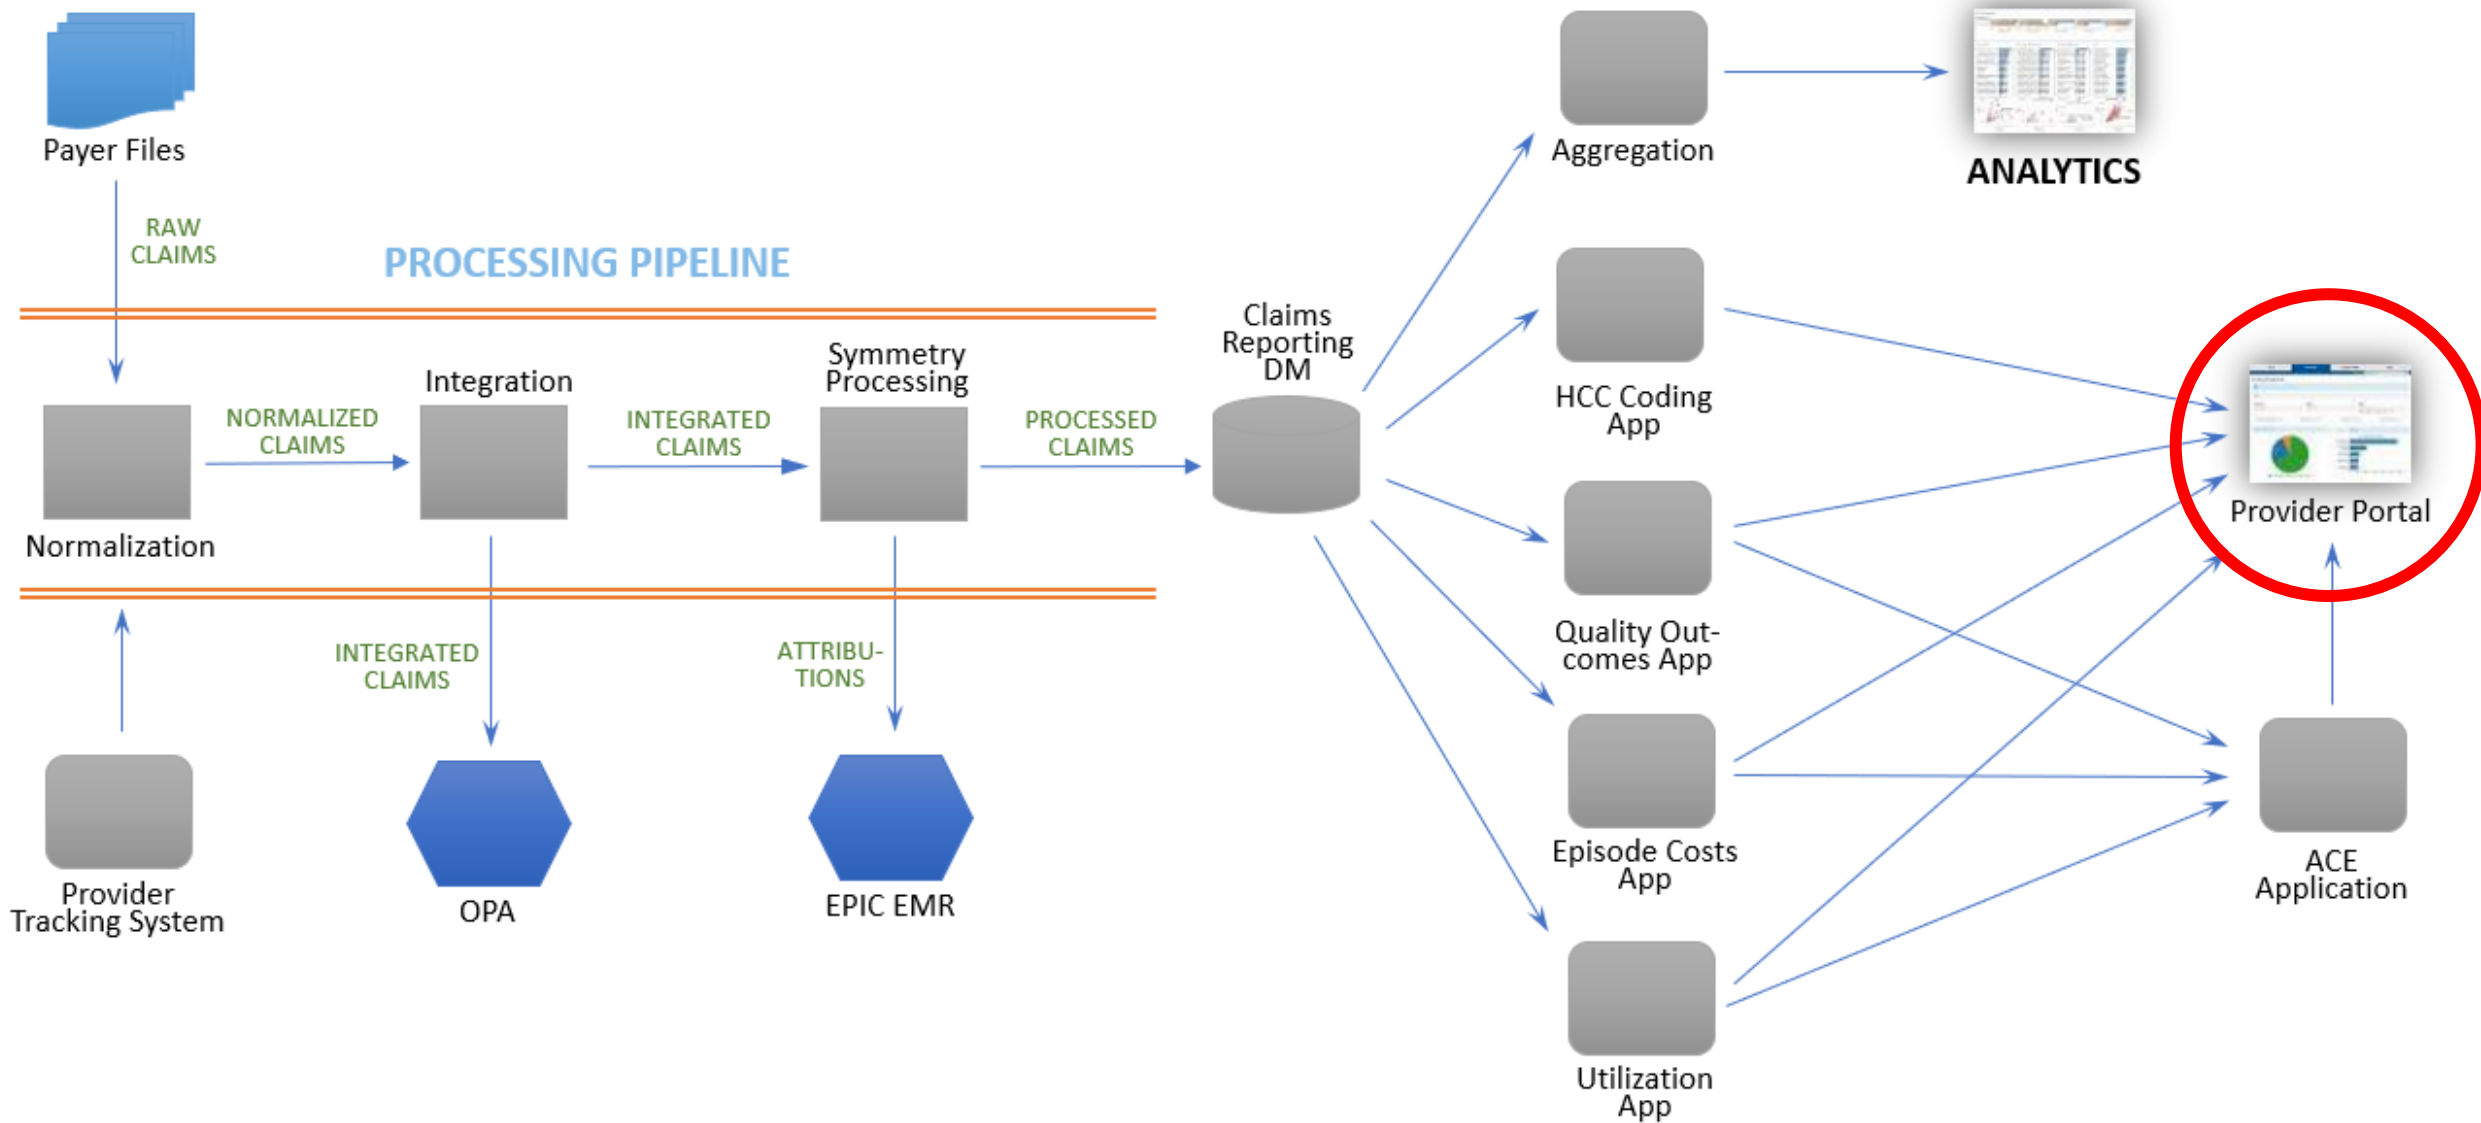 Payer Files
RAW
CLAIMS
PROCESSING PIPELINE
Normalization
NORMALIZED
CLAIMS
Integration
INTEGRATED
CLAIMS
Symmetry
Processing
PROCESSED
CLAIMS
Claims
Reporting
DM
Provider
Tracking System
INTEGRATED
CLAIMS
OPA
ATTRIBU-
TIONS
EPIC EMR
Aggregation
ANALYTICS
HCC Coding
App
Quality Out-
comes App
Episode Costs
App
Utilization
App
Provider Portal
ACE
Application